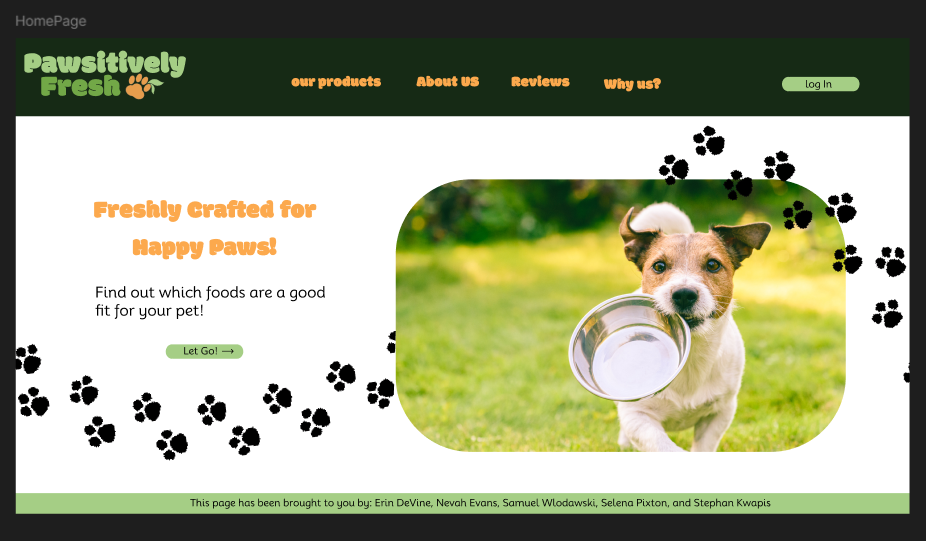 HomePage
Pawsitively
Fresh
our products
About US
Reviews
Why us?
log In
Freshly Crafted for
Happy Paws!
Find out which foods are a good
fit for your pet!
Let Go! →
This page has been brought to you by: Erin DeVine, Nevah Evans, Samuel Wlodawski, Selena Pixton, and Stephan Kwapis